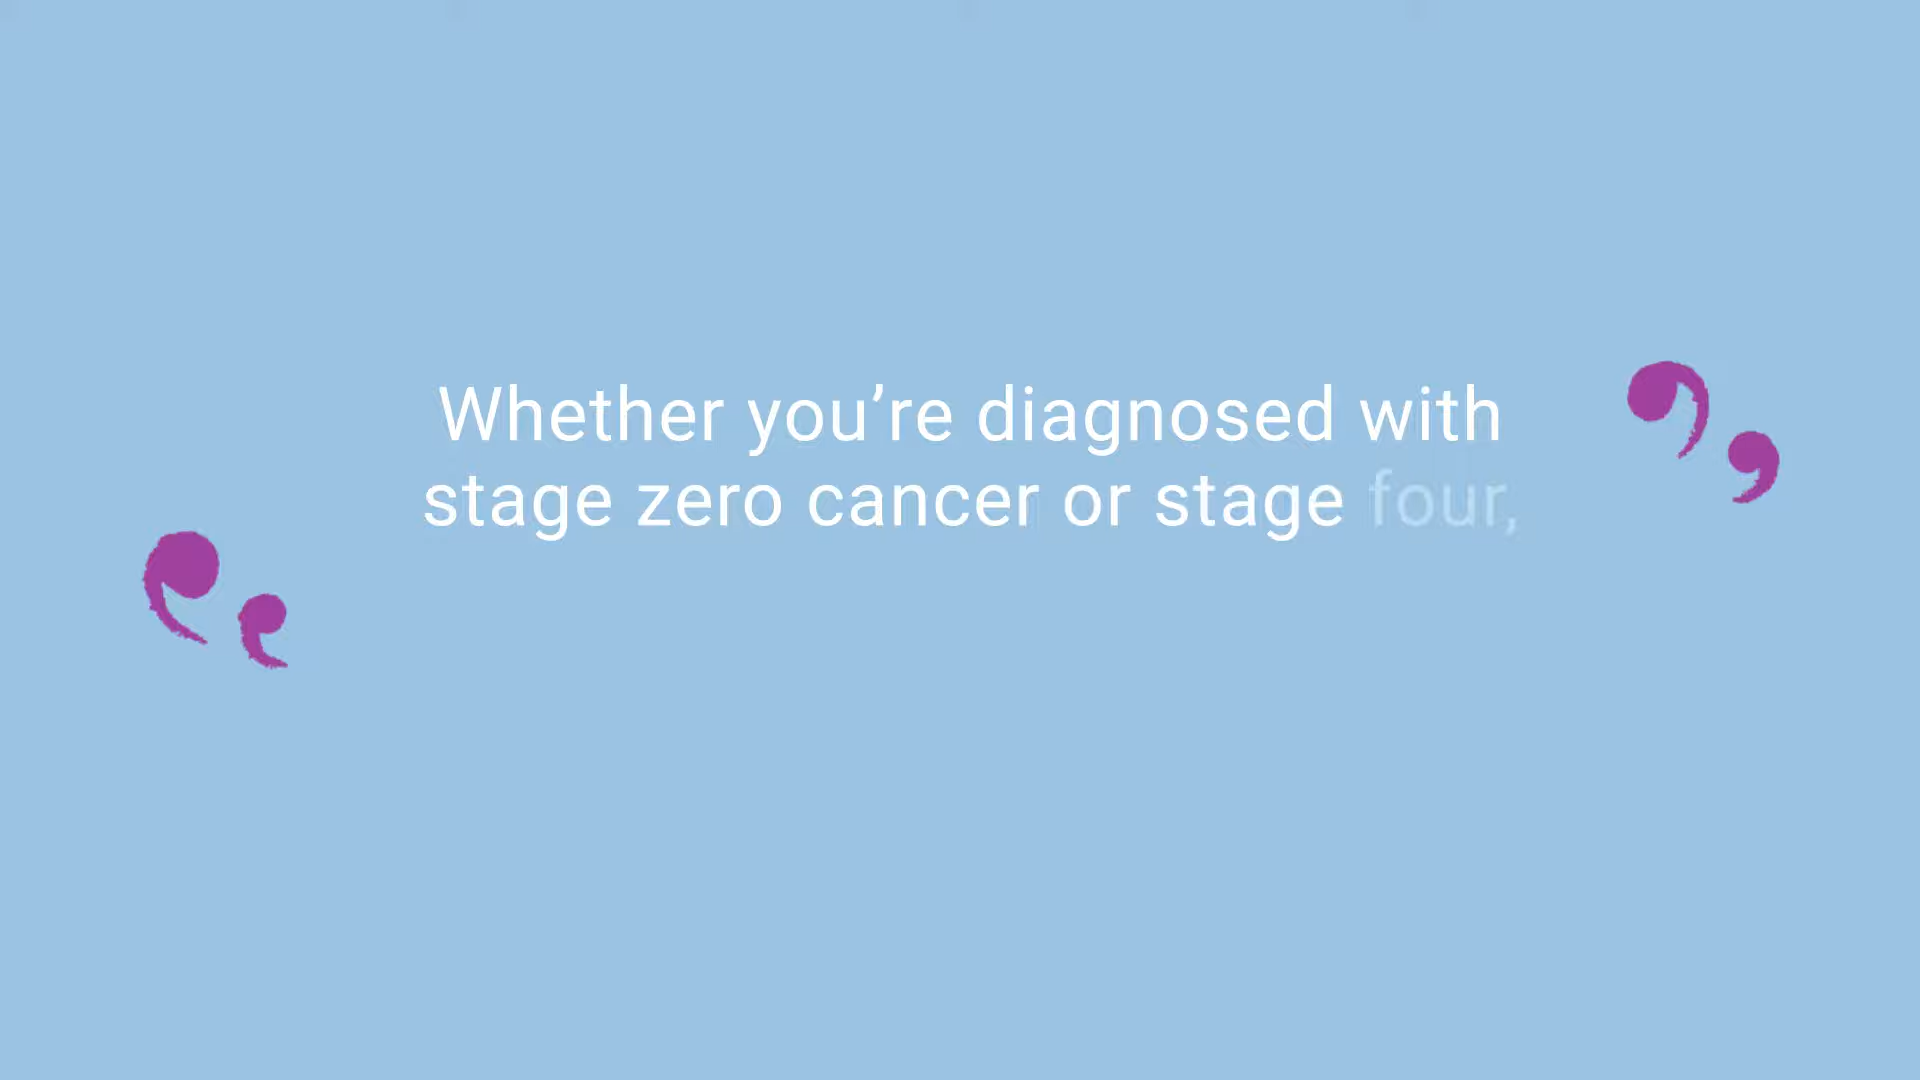 Whether you’re diagnosed with
stage zero cancer or stage four,